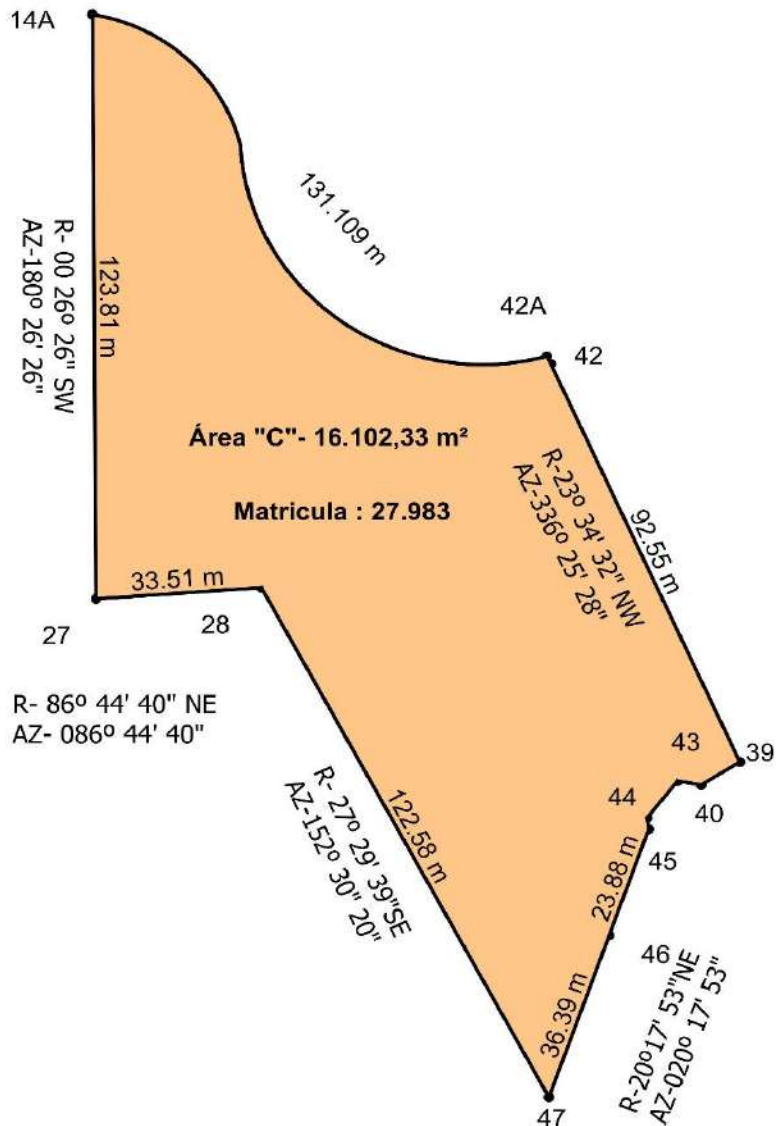 14A
131.109 m
R- 00 26º 26" SW
AZ-180º 26' 26"
123.81 m
42A
42
Área "C"- 16.102,33 m²
Matricula : 27.983
R-23º 34' 32" NW
AZ-336º 25' 28"
92.55 m
33.51 m
27
28
R- 86º 44' 40" NE
AZ- 086º 44' 40"
43
39
40
44
45
R- 27º 29' 39"SE
AZ-152º 30" 20"
122.58 m
23.88 m
46
36.39 m
R-20º17' 53"NE
AZ-020º 17' 53"
47